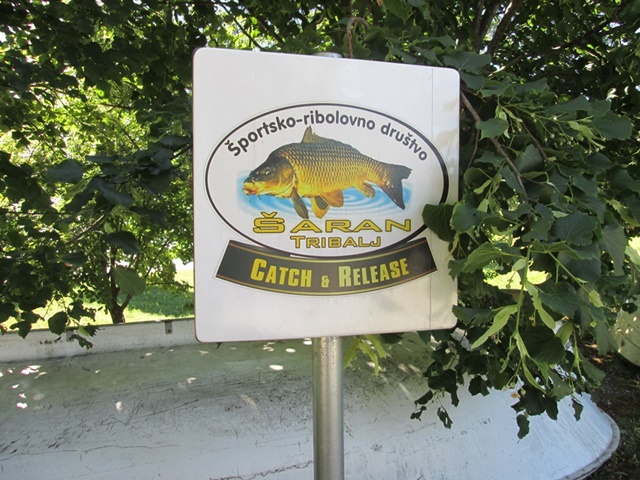 Športsko-ribolovno društvo
ŠARAN
TRIBALJ
CATCH & RELEASE